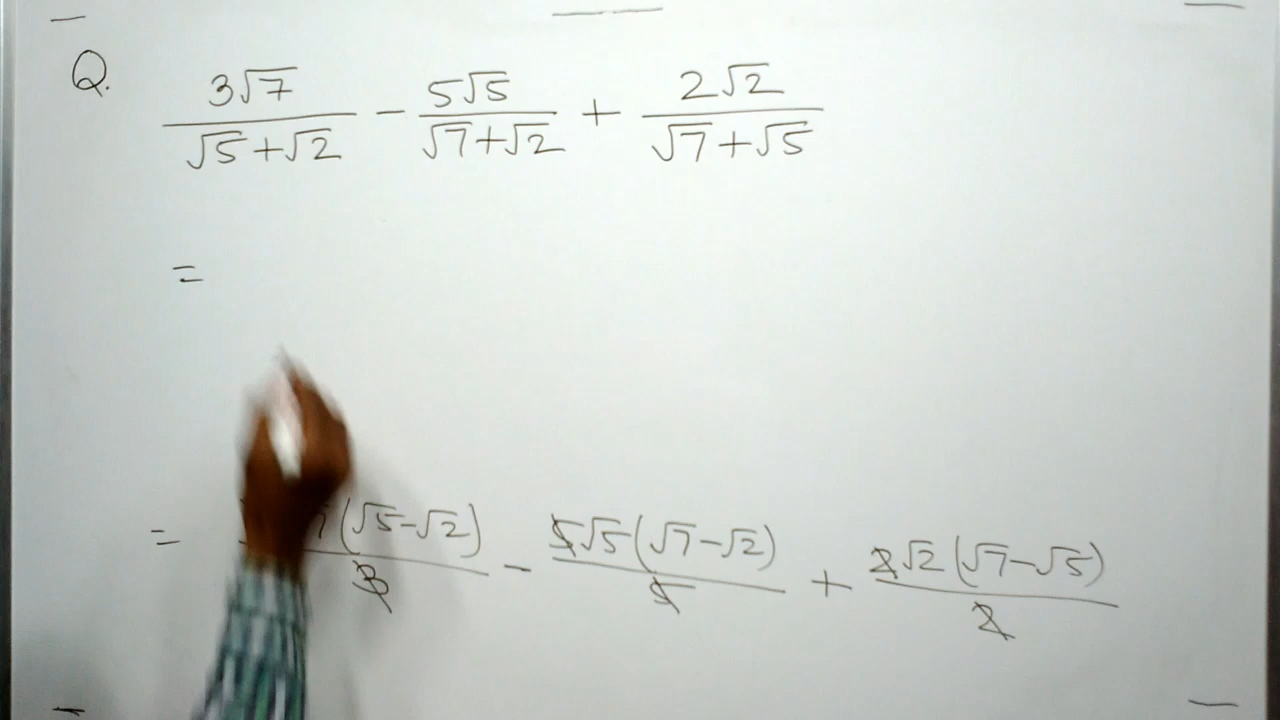 Q. 3√7/(√5+√2) - 5√5/(√7+√2) + 2√2/(√7+√5)
=
= (√5-√2)/3 - 5√5(√7-√2)/5 + 2√2(√7-√5)/2